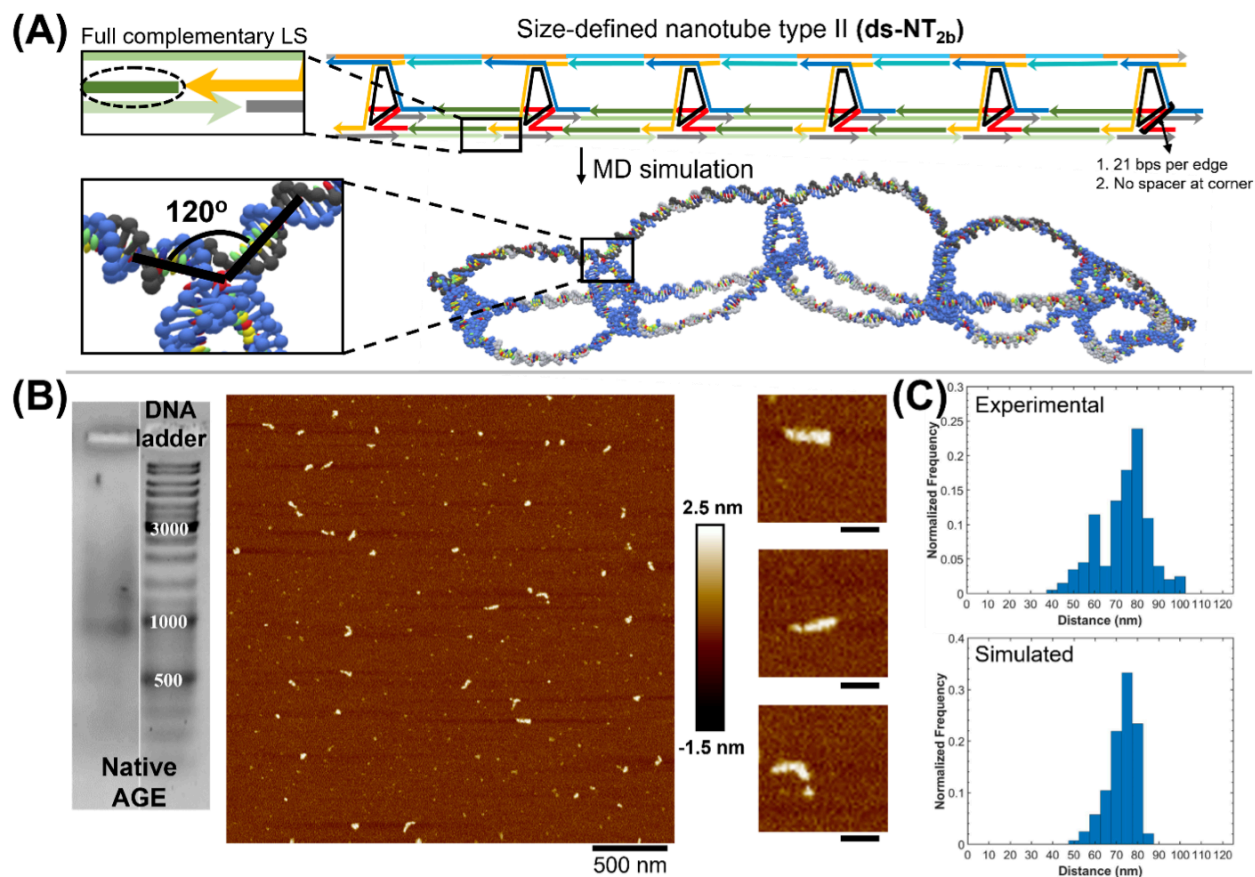 (A)
Full complementary LS
Size-defined nanotube type II (ds-NT2b)
1. 21 bps per edge
2. No spacer at corner
MD simulation
120o
(B)
DNA
ladder
3000
1000
500
Native
AGE
2.5 nm
-1.5 nm
500 nm
(C)
Experimental
Normalized Frequency
0.3
0.25
0.2
0.15
0.1
0.05
0
0 10 20 30 40 50 60 70 80 90 100 110 120
Distance (nm)
Simulated
Normalized Frequency
0.4
0.3
0.2
0.1
0
0 10 20 30 40 50 60 70 80 90 100 110 120
Distance (nm)